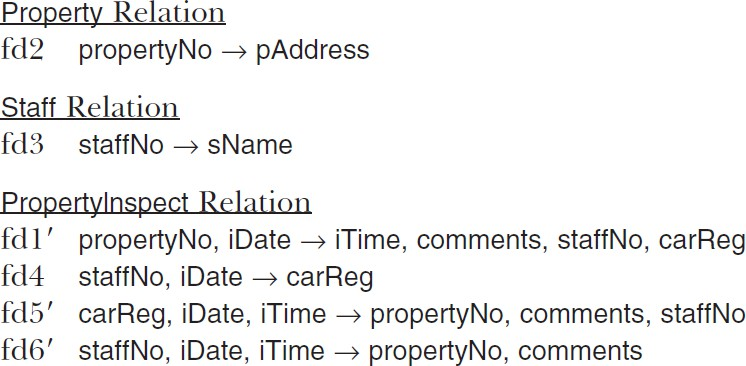 Property Relation
fd2 propertyNo → pAddress
Staff Relation
fd3 staffNo → sName
PropertyInspect Relation
fd1′ propertyNo, iDate → iTime, comments, staffNo, carReg
fd4 staffNo, iDate → carReg
fd5′ carReg, iDate, iTime → propertyNo, comments, staffNo
fd6′ staffNo, iDate, iTime → propertyNo, comments